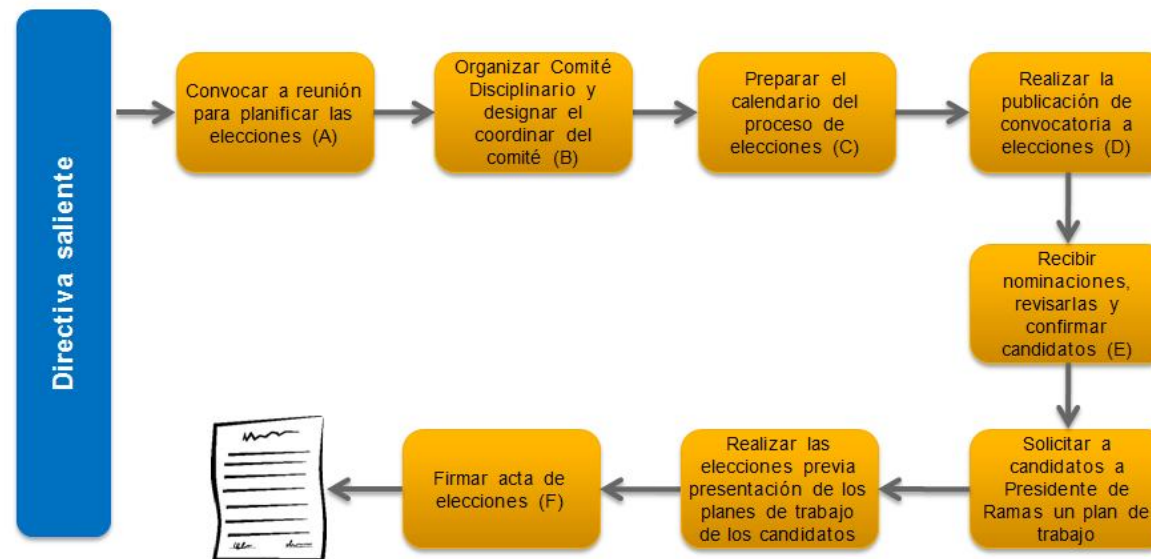 Directiva saliente
Convocar a reunión
para planificar las
elecciones (A)
Organizar Comité
Disciplinario y
designar el
coordinar del
comité (B)
Preparar el
calendario del
proceso de
elecciones (C)
Realizar la
publicación de
convocatoria a
elecciones (D)
Recibir
nominaciones,
revisarlas y
confirmar
candidatos (E)
Solicitar a
candidatos a
Presidente de
Ramas un plan de
trabajo
Realizar las
elecciones previa
presentación de los
planes de trabajo
de los candidatos
Firmar acta de
elecciones (F)